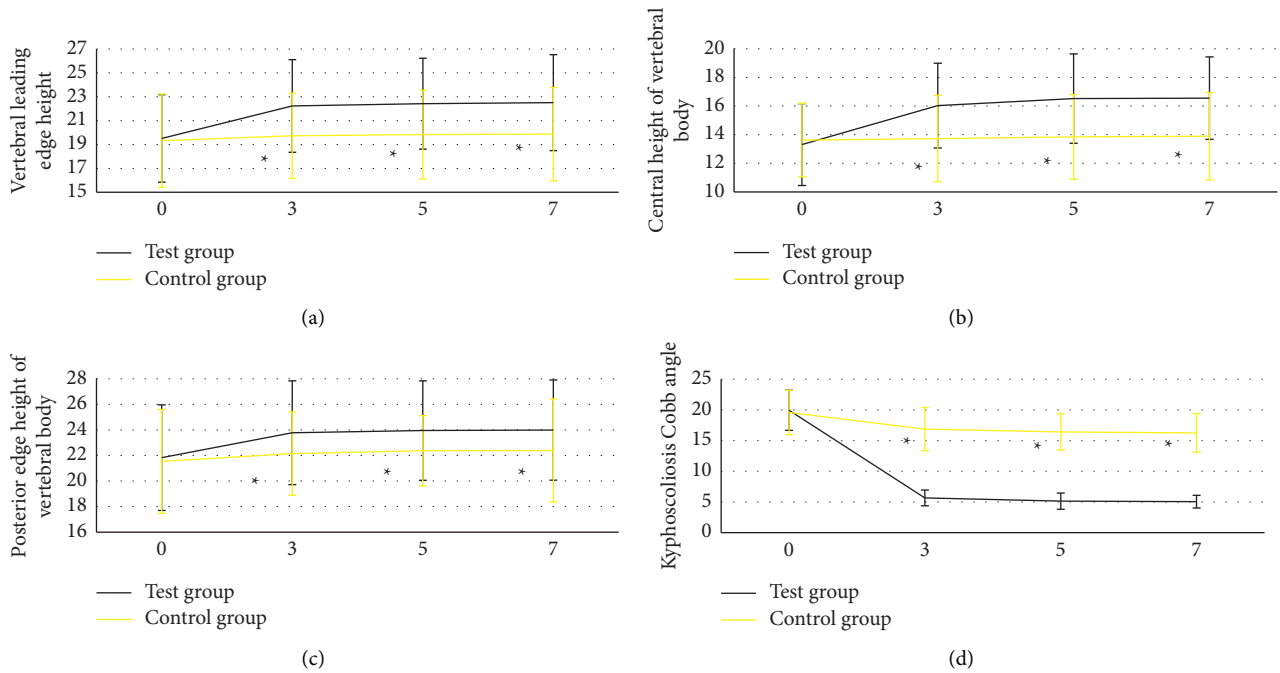 Vertebral leading
edge height
27
25
23
21
19
17
15
*
*
*
0 3 5 7
Test group
Control group
(a)
Central height of vertebral
body
20
18
16
14
12
10
*
*
*
0 3 5 7
Test group
Control group
(b)
Posterior edge height of
vertebral body
28
26
24
22
20
18
16
*
*
*
0 3 5 7
Test group
Control group
(c)
Kyphoscoliosis Cobb angle
25
20
15
10
5
0
*
*
*
0 3 5 7
Test group
Control group
(d)